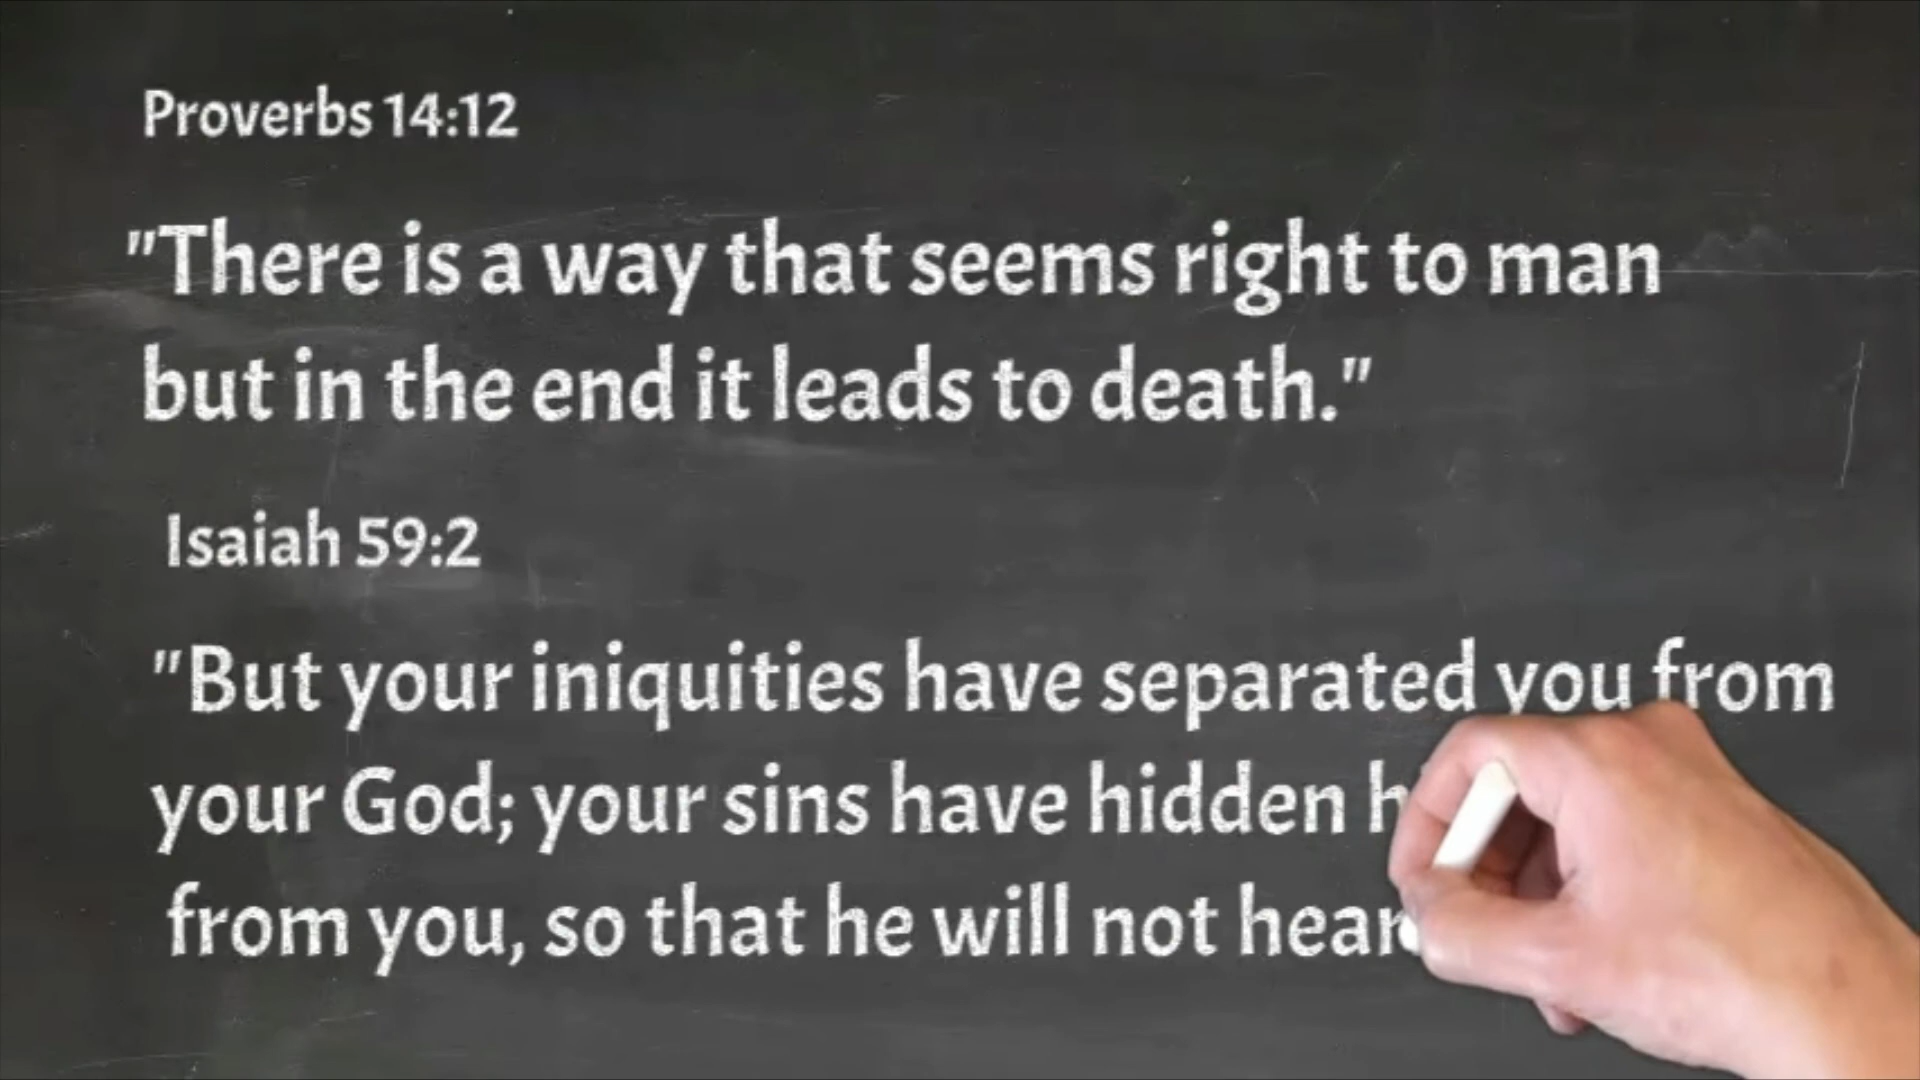 Proverbs 14:12
"There is a way that seems right to man
but in the end it leads to death."
Isaiah 59:2
"But your iniquities have separated you from
your God; your sins have hidden
from you, so that he will not hear